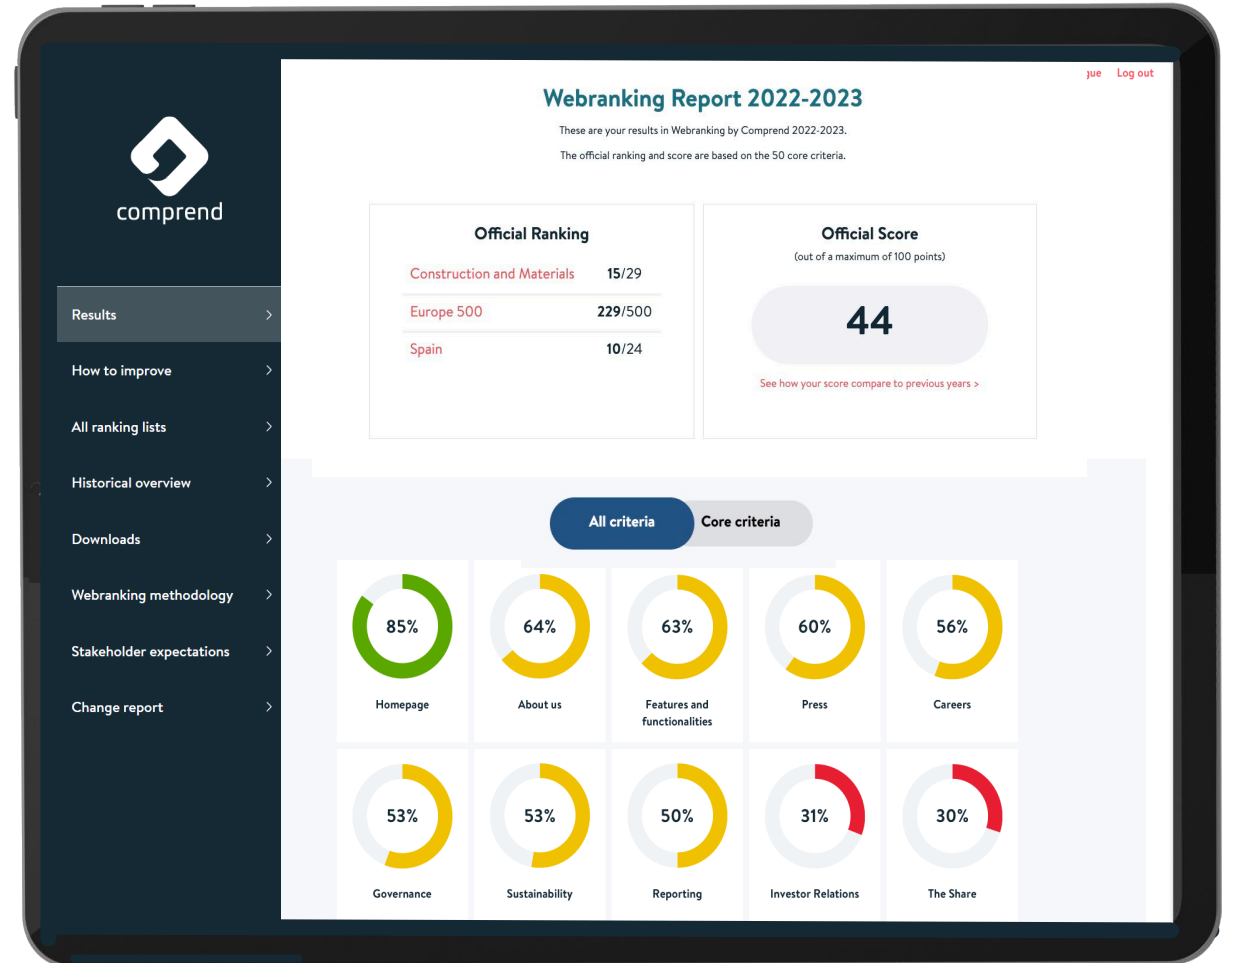 jue Log out
Webranking Report 2022-2023
These are your results in Webranking by Comprend 2022-2023.
The official ranking and score are based on the 50 core criteria.
comprend
Results
How to improve
All ranking lists
Historical overview
Downloads
Webranking methodology
Stakeholder expectations
Change report
Official Ranking
Construction and Materials 15/29
Europe 500 229/500
Spain 10/24
Official Score
(out of a maximum of 100 points)
44
See how your score compare to previous years >
All criteria
Core criteria
85%
Homepage
64%
About us
63%
Features and
functionalities
60%
Press
56%
Careers
53%
Governance
53%
Sustainability
50%
Reporting
31%
Investor Relations
30%
The Share